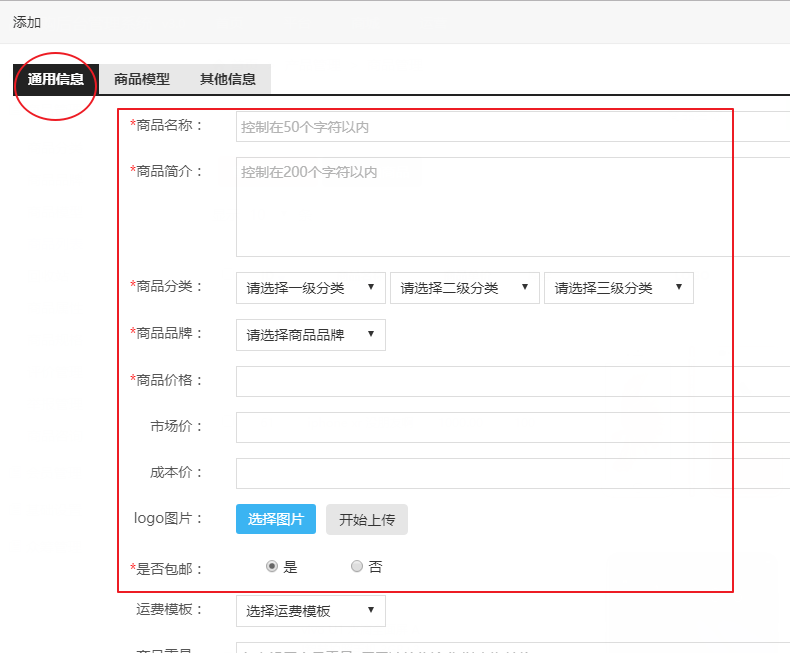 添加
通用信息 商品模型 其他信息
*商品名称： 控制在50个字符以内
*商品简介： 控制在200个字符以内
*商品分类： 请选择一级分类 请选择二级分类 请选择三级分类
*商品品牌： 请选择商品品牌
*商品价格：
市场价：
成本价：
logo图片： 选择图片 开始上传
*是否包邮： 是 否
运费模板： 选择运费模板